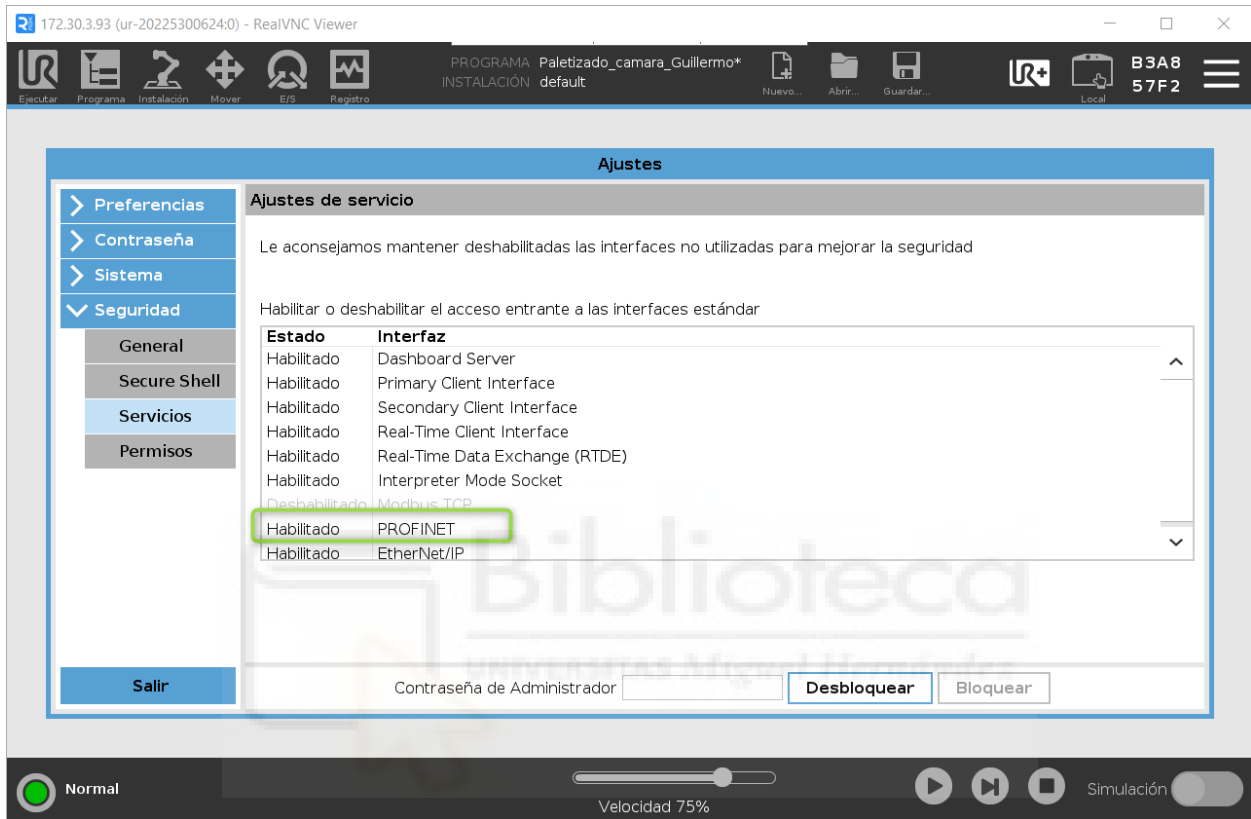 172.30.3.93 (ur-20225300624:0) - RealVNC Viewer
PROGRAMA Paletizado_camara_Guillermo*
INSTALACIÓN default
Ejecutar Programa Instalación Mover E/S Registro Nuevo... Abrir... Guardar... Local
B3A8
57F2
Ajustes
Preferencias
Contraseña
Sistema
Seguridad
General
Secure Shell
Servicios
Permisos
Salir
Ajustes de servicio
Le aconsejamos mantener deshabilitadas las interfaces no utilizadas para mejorar la seguridad
Habilitar o deshabilitar el acceso entrante a las interfaces estándar
Estado Interfaz
Habilitado Dashboard Server
Habilitado Primary Client Interface
Habilitado Secondary Client Interface
Habilitado Real-Time Client Interface
Habilitado Real-Time Data Exchange (RTDE)
Habilitado Interpreter Mode Socket
Deshabilitado Modbus TCP
Habilitado PROFINET
Habilitado EtherNet/IP
Biblioteca
UNIVERSITAS Miguel Hernández
Contraseña de Administrador Desbloquear Bloquear
Normal
Velocidad 75%
Simulación